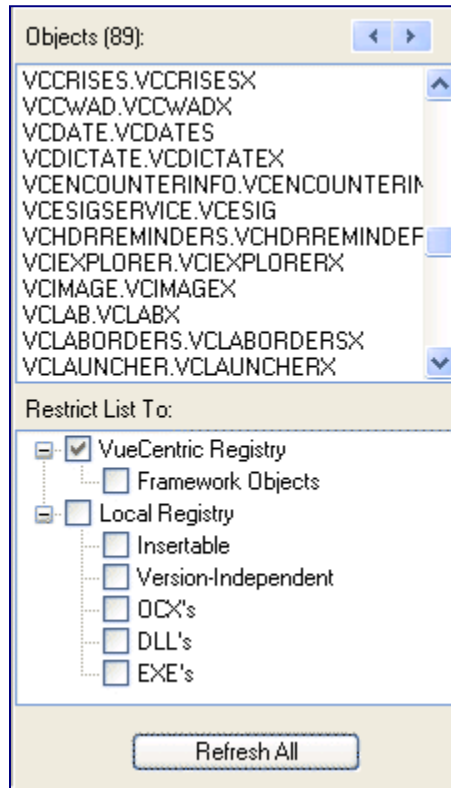 Objects (89):
VCCRISES.VCCRISESX
VCCWAD.VCCWADX
VCDATE.VCDATES
VCDICTATE.VCDICTATEX
VCENCOUNTERINFO.VCENCOUNTERIN
VCESIGSERVICE.VCESIG
VCHDRREMINDERS.VCHDRREMINDER
VCIEXPLORER.VCIEXPLORERX
VCIMAGE.VCIMAGEX
VCLAB.VCLABX
VCLABORDERS.VCLABORDERSX
VCLAUNCHER.VCLAUNCHERX
Restrict List To:
VueCentric Registry
Framework Objects
Local Registry
Insertable
Version-Independent
OCX's
DLL's
EXE's
Refresh All